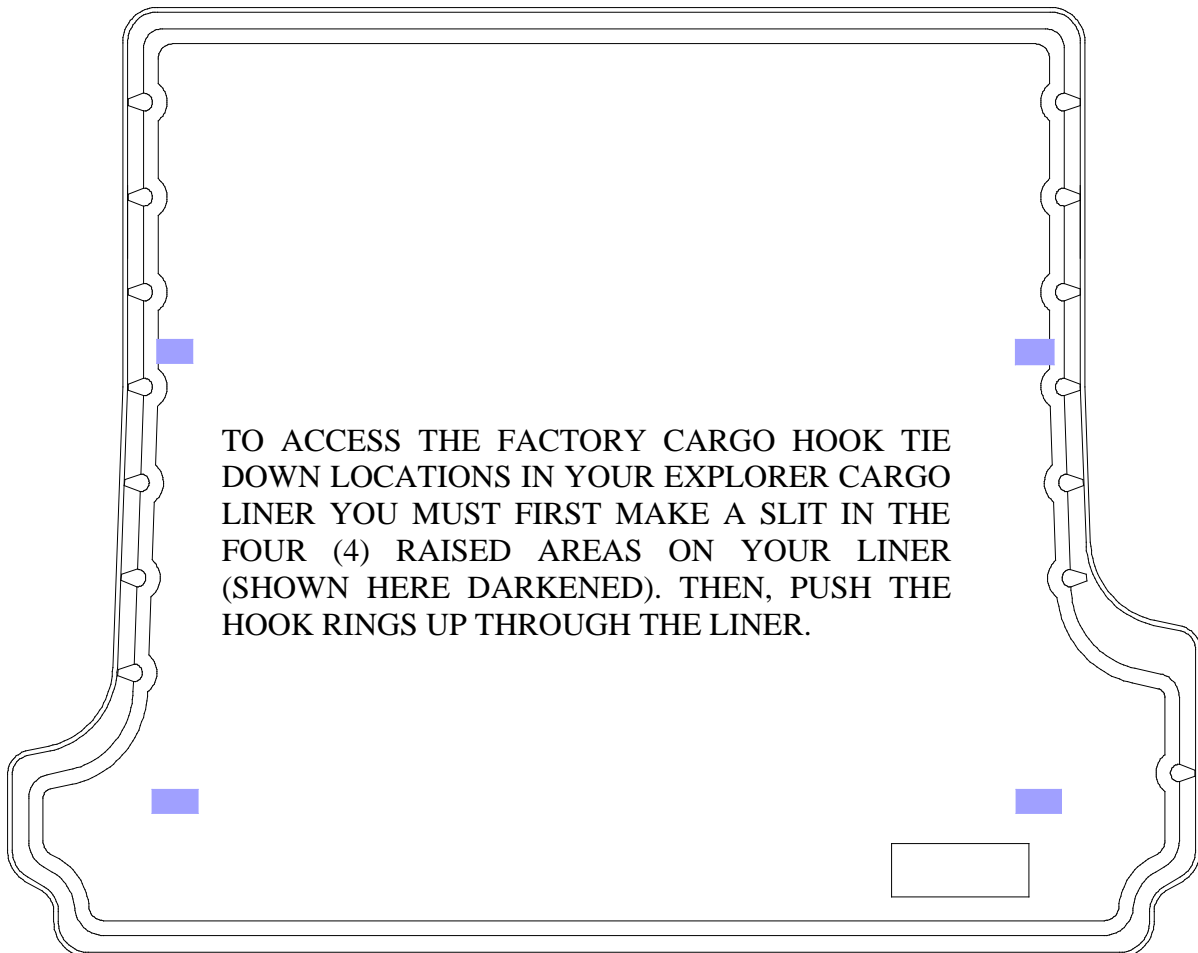 TO ACCESS THE FACTORY CARGO HOOK TIE
DOWN LOCATIONS IN YOUR EXPLORER CARGO
LINER YOU MUST FIRST MAKE A SLIT IN THE
FOUR (4) RAISED AREAS ON YOUR LINER
(SHOWN HERE DARKENED). THEN, PUSH THE
HOOK RINGS UP THROUGH THE LINER.